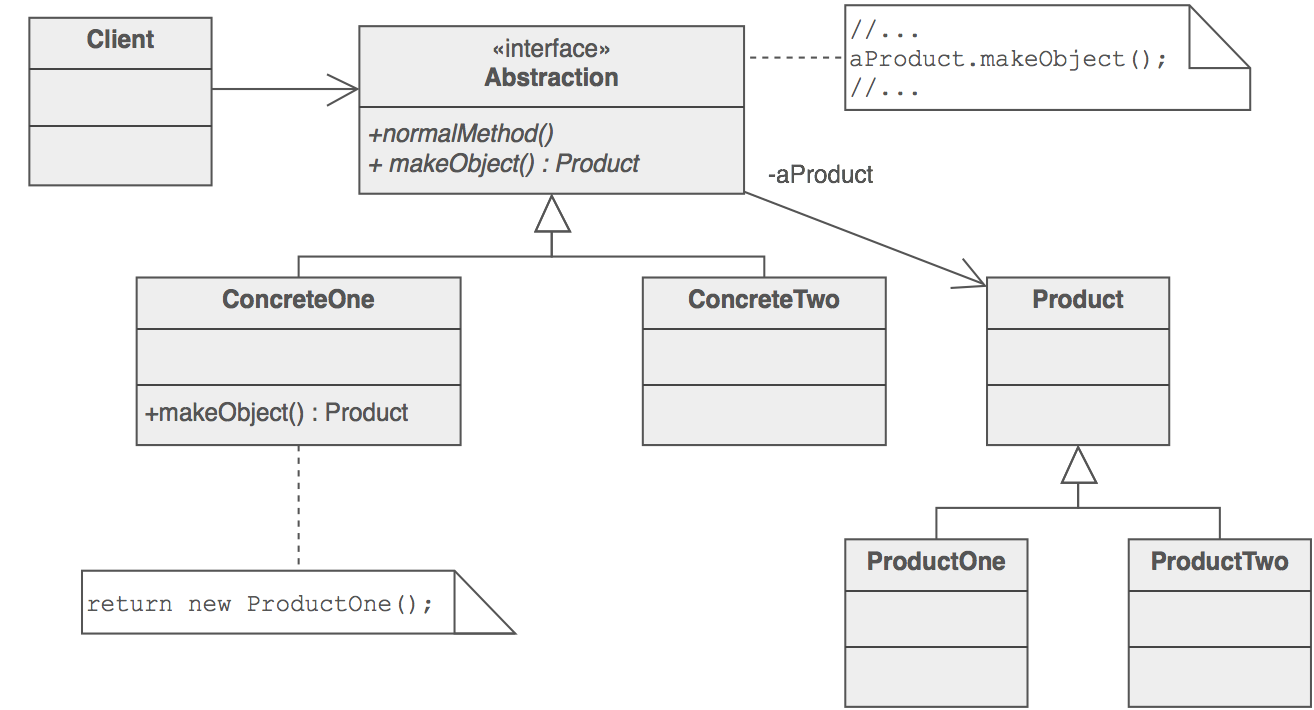 Client
«interface»
Abstraction
+normalMethod()
+ makeObject() : Product
//...
aProduct.makeObject();
//...
-aProduct
ConcreteOne
+makeObject() : Product
ConcreteTwo
Product
return new ProductOne();
ProductOne
ProductTwo